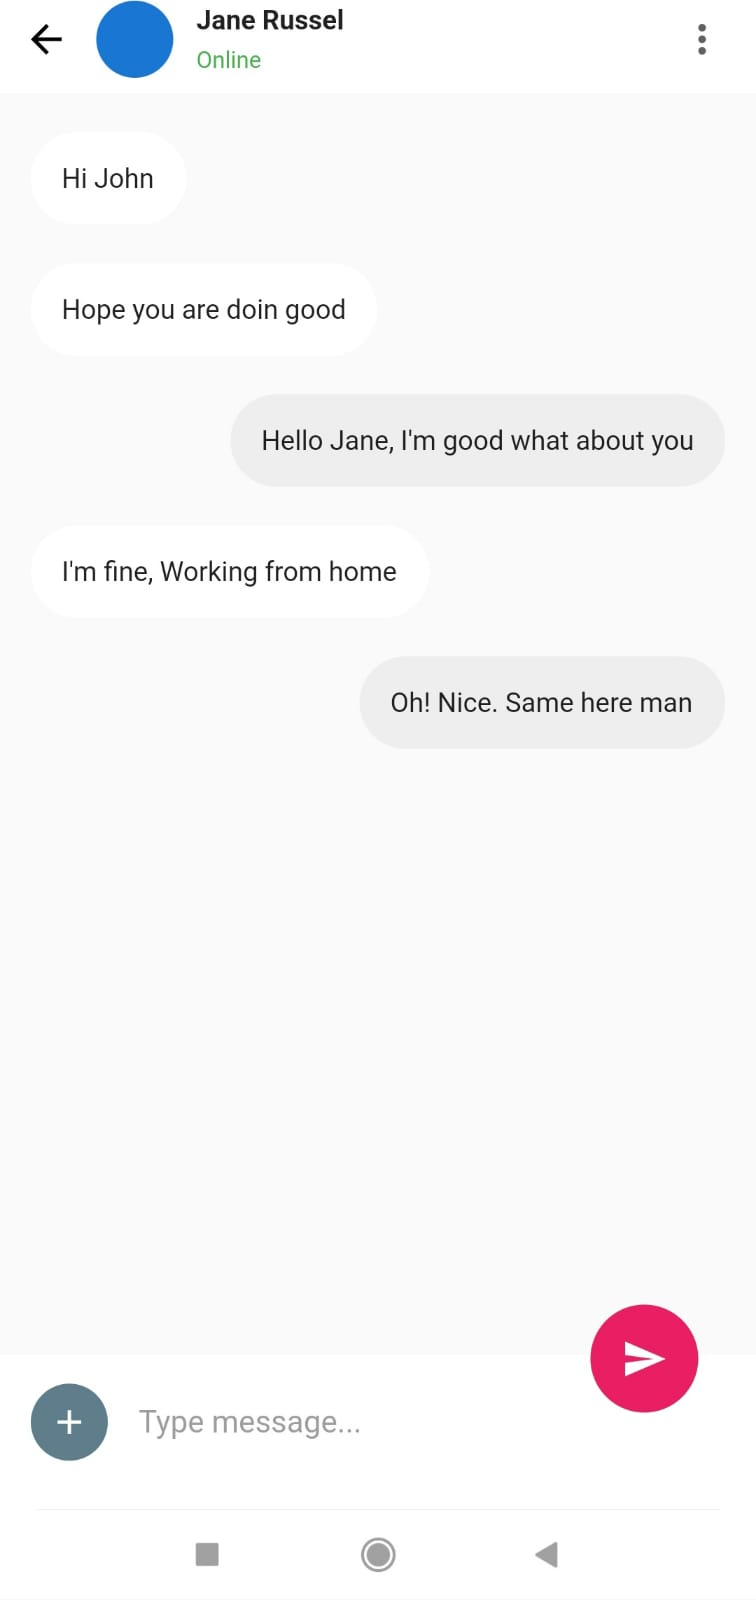 Jane Russel
Online
Hi John
Hope you are doin good
Hello Jane, I'm good what about you
I'm fine, Working from home
Oh! Nice. Same here man
Type message...